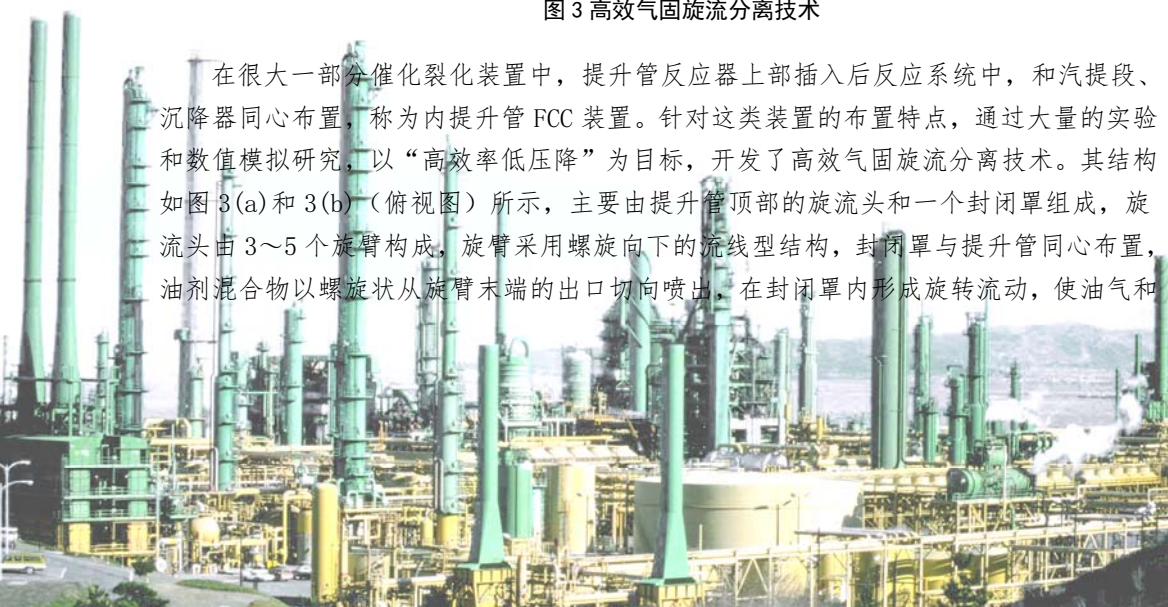 图 3 高效气固旋流分离技术
在很大一部分催化裂化装置中，提升管反应器上部插入后反应系统中，和汽提段、
沉降器同心布置，称为内提升管 FCC 装置。针对这类装置的布置特点，通过大量的实验
和数值模拟研究，以“高效率低压降”为目标，开发了高效气固旋流分离技术。其结构
如图 3(a)和 3(b)（俯视图）所示，主要由提升管顶部的旋流头和一个封闭罩组成，旋
流头由 3～5 个旋臂构成，旋臂采用螺旋向下的流线型结构，封闭罩与提升管同心布置，
油剂混合物以螺旋状从旋臂末端的出口切向喷出，在封闭罩内形成旋转流动，使油气和